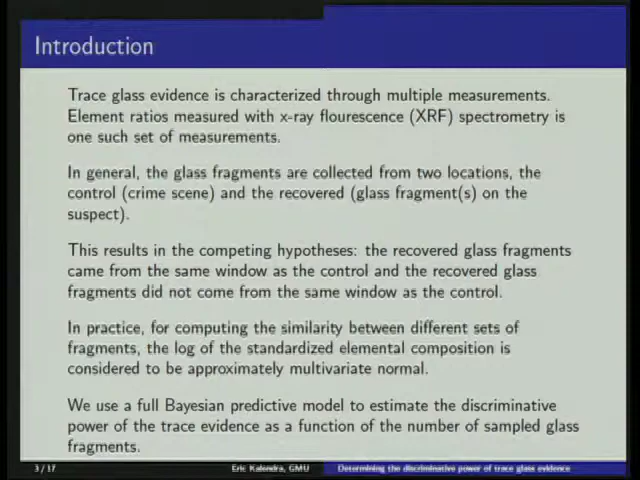 Introduction
Trace glass evidence is characterized through multiple measurements.
Element ratios measured with x-ray flourescence (XRF) spectrometry is
one such set of measurements.
In general, the glass fragments are collected from two locations, the
control (crime scene) and the recovered (glass fragment(s) on the
suspect).
This results in the competing hypotheses: the recovered glass fragments
came from the same window as the control and the recovered glass
fragments did not come from the same window as the control.
In practice, for computing the similarity between different sets of
fragments, the log of the standardized elemental composition is
considered to be approximately multivariate normal.
We use a full Bayesian predictive model to estimate the discriminative
power of the trace evidence as a function of the number of sampled glass
fragments.
3 / 17 Eric Kalendra, GMU Determining the discriminative power of trace glass evidence